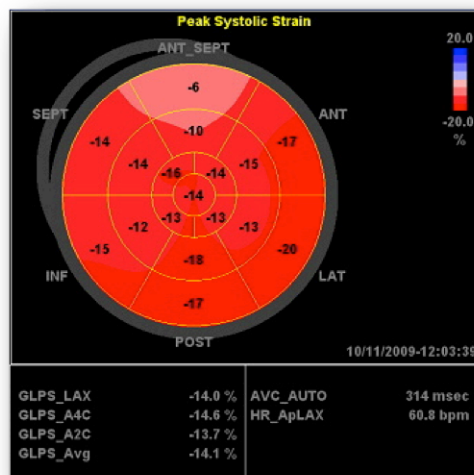 Peak Systolic Strain
ANT_SEPT
20.0
-6
SEPT
ANT
-20.0
-10
%
-14
-17
-14
-15
-16
-14
-14
-13
-13
-12
-13
-15
-20
-18
INF
LAT
-17
POST
10/11/2009-12:03:39
GLPS_LAX -14.0 %
GLPS_A4C -14.6 %
GLPS_A2C -13.7 %
GLPS_Avg -14.1 %
AVC_AUTO 314 msec
HR_ApLAX 60.8 bpm